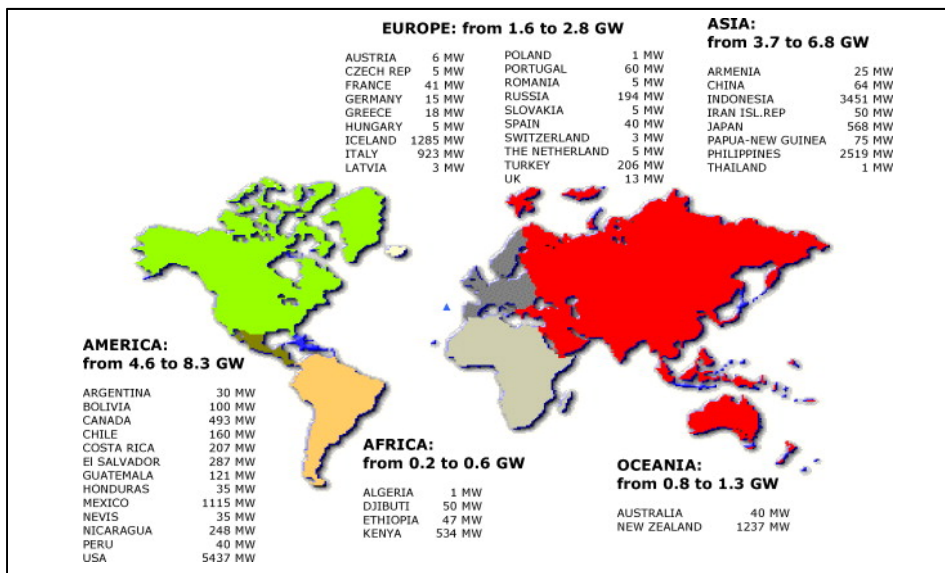 EUROPE: from 1.6 to 2.8 GW
AUSTRIA 6 MW
CZECH REP 5 MW
FRANCE 41 MW
GERMANY 15 MW
GREECE 18 MW
HUNGARY 5 MW
ICELAND 1285 MW
ITALY 923 MW
LATVIA 3 MW
POLAND 1 MW
PORTUGAL 60 MW
ROMANIA 5 MW
RUSSIA 194 MW
SLOVAKIA 5 MW
SPAIN 40 MW
SWITZERLAND 3 MW
THE NETHERLAND 5 MW
TURKEY 206 MW
UK 13 MW
ASIA:
from 3.7 to 6.8 GW
ARMENIA 25 MW
CHINA 64 MW
INDONESIA 3451 MW
IRAN ISL.REP 50 MW
JAPAN 568 MW
PAPUA-NEW GUINEA 75 MW
PHILIPPINES 2519 MW
THAILAND 1 MW
AMERICA:
from 4.6 to 8.3 GW
ARGENTINA 30 MW
BOLIVIA 100 MW
CANADA 493 MW
CHILE 160 MW
COSTA RICA 207 MW
El SALVADOR 287 MW
GUATEMALA 121 MW
HONDURAS 35 MW
MEXICO 1115 MW
NEVIS 35 MW
NICARAGUA 248 MW
PERU 40 MW
USA 5437 MW
AFRICA:
from 0.2 to 0.6 GW
ALGERIA 1 MW
DJIBUTI 50 MW
ETHIOPIA 47 MW
KENYA 534 MW
OCEANIA:
from 0.8 to 1.3 GW
AUSTRALIA 40 MW
NEW ZEALAND 1237 MW